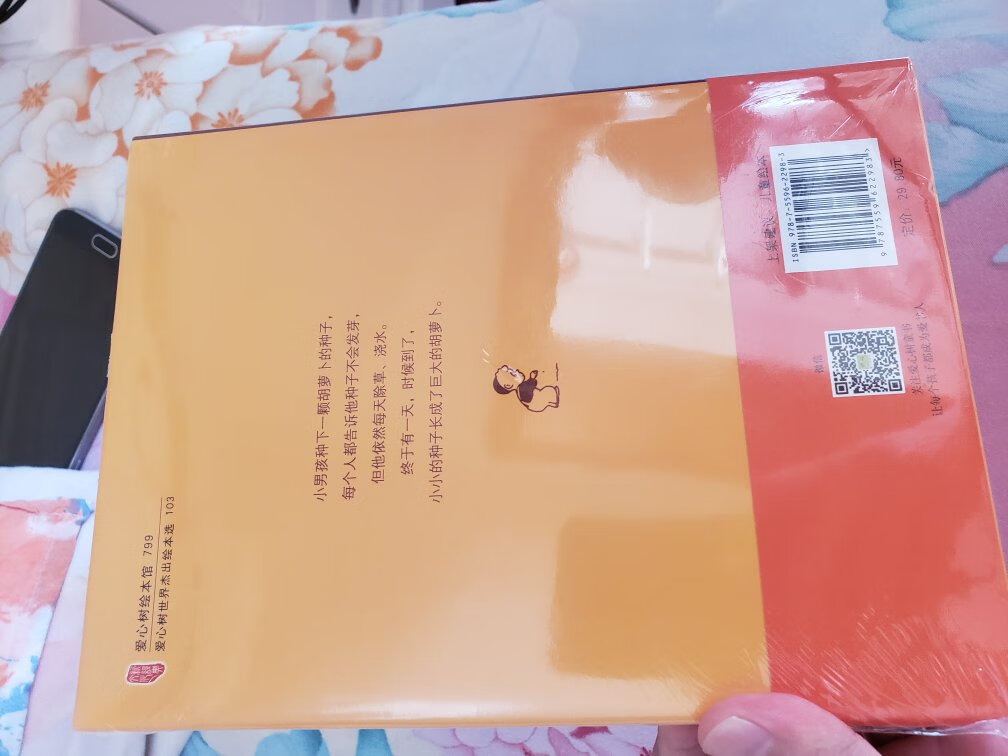 爱心树绘本馆 799
爱心树世界杰出绘本选 103
小男孩种下一颗胡萝卜的种子，
每个人都告诉他种子不会发芽，
但他依然每天除草、浇水。
终于有一天，时候到了，
小小的种子长成了巨大的胡萝卜。
上架建议：儿童绘本
ISBN 978-7-5596-2298-3
9 787559 622983>
定价 29.80元
微信
关注爱心树童书
让每个孩子都成为爱书人